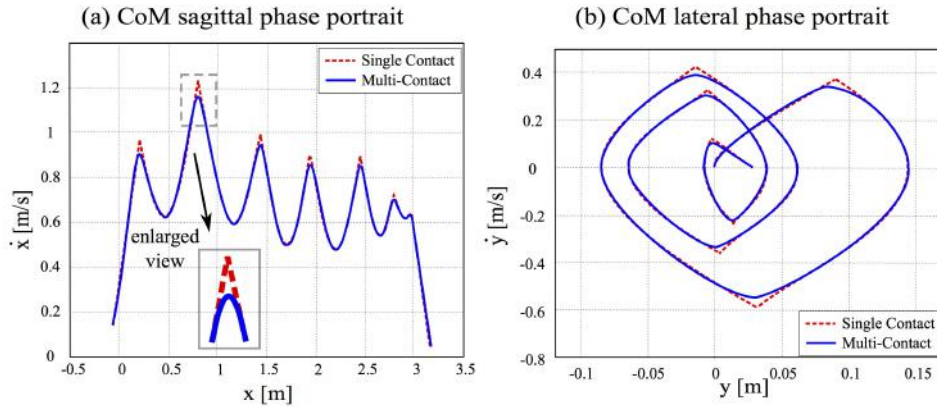 (a) CoM sagittal phase portrait
Single Contact
Multi-Contact
1.2
1
0.8
0.6
0.4
0.2
0
ẋ [m/s]
enlarged
view
-0.5
0
0.5
1
1.5
2
2.5
3
3.5
x [m]
(b) CoM lateral phase portrait
0.4
0.2
0
-0.2
-0.4
-0.6
-0.8
ẏ [m/s]
Single Contact
Multi-Contact
-0.1
-0.05
0
0.05
0.1
0.15
y [m]